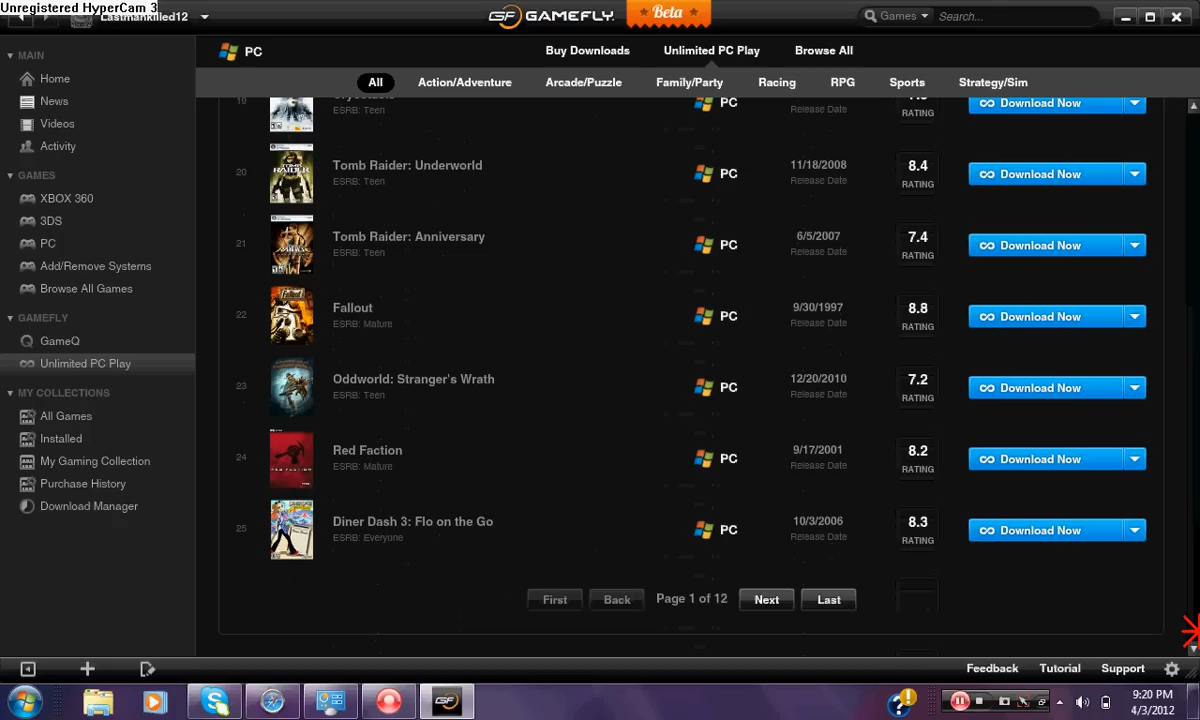 Unregistered HyperCam 3
Lastmankilled12
GF GAMEFLY. Beta
Games Search...
MAIN
Home
News
Videos
Activity
GAMES
XBOX 360
3DS
PC
Add/Remove Systems
Browse All Games
GAMEFLY
GameQ
Unlimited PC Play
MY COLLECTIONS
All Games
Installed
My Gaming Collection
Purchase History
Download Manager
PC Buy Downloads Unlimited PC Play Browse All
All Action/Adventure Arcade/Puzzle Family/Party Racing RPG Sports Strategy/Sim
19 PC Release Date RATING Download Now
ESRB: Teen
20 Tomb Raider: Underworld PC 11/18/2008 8.4 Download Now
ESRB: Teen Release Date RATING
21 Tomb Raider: Anniversary PC 6/5/2007 7.4 Download Now
ESRB: Teen Release Date RATING
22 Fallout PC 9/30/1997 8.8 Download Now
ESRB: Mature Release Date RATING
23 Oddworld: Stranger's Wrath PC 12/20/2010 7.2 Download Now
ESRB: Teen Release Date RATING
24 Red Faction PC 9/17/2001 8.2 Download Now
ESRB: Mature Release Date RATING
25 Diner Dash 3: Flo on the Go PC 10/3/2006 8.3 Download Now
ESRB: Everyone Release Date RATING
First Back Page 1 of 12 Next Last
Feedback Tutorial Support
9:20 PM
4/3/2012